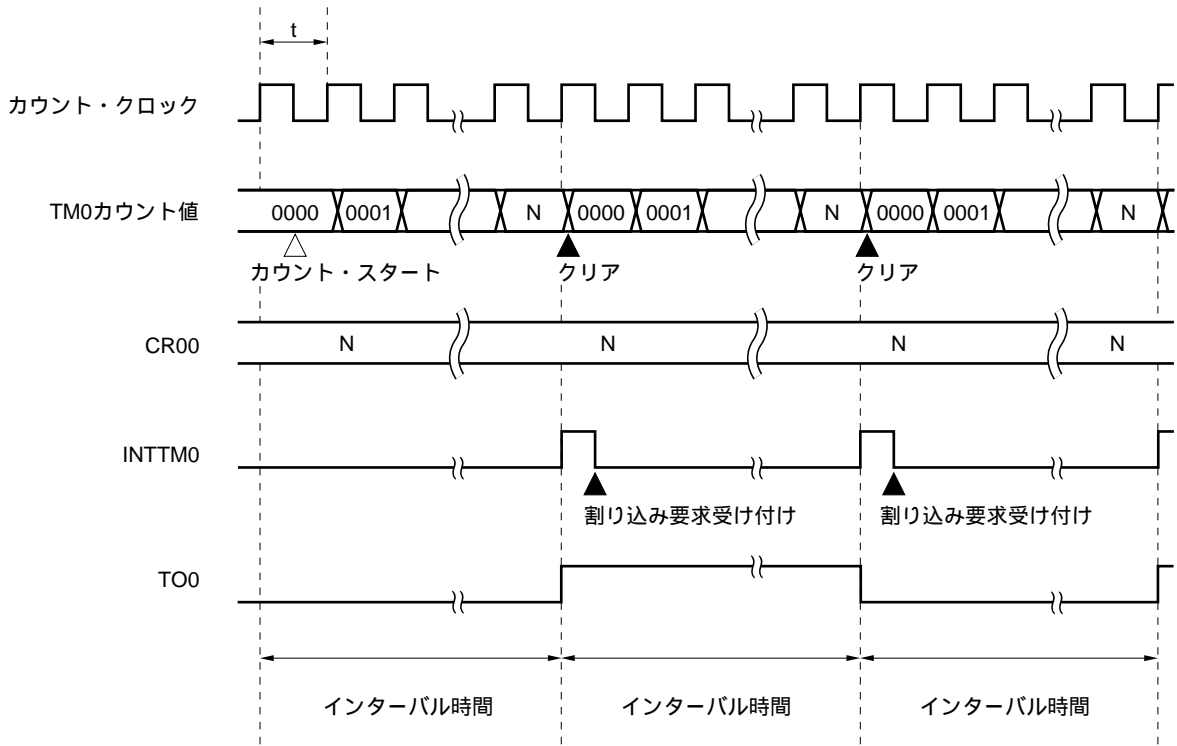 t
カウント・クロック
TM0カウント値 0000 0001 N 0000 0001 N 0000 0001 N
カウント・スタート クリア クリア
CR00 N N N N
INTTM0
割り込み要求受け付け 割り込み要求受け付け
TO0
インターバル時間 インターバル時間 インターバル時間